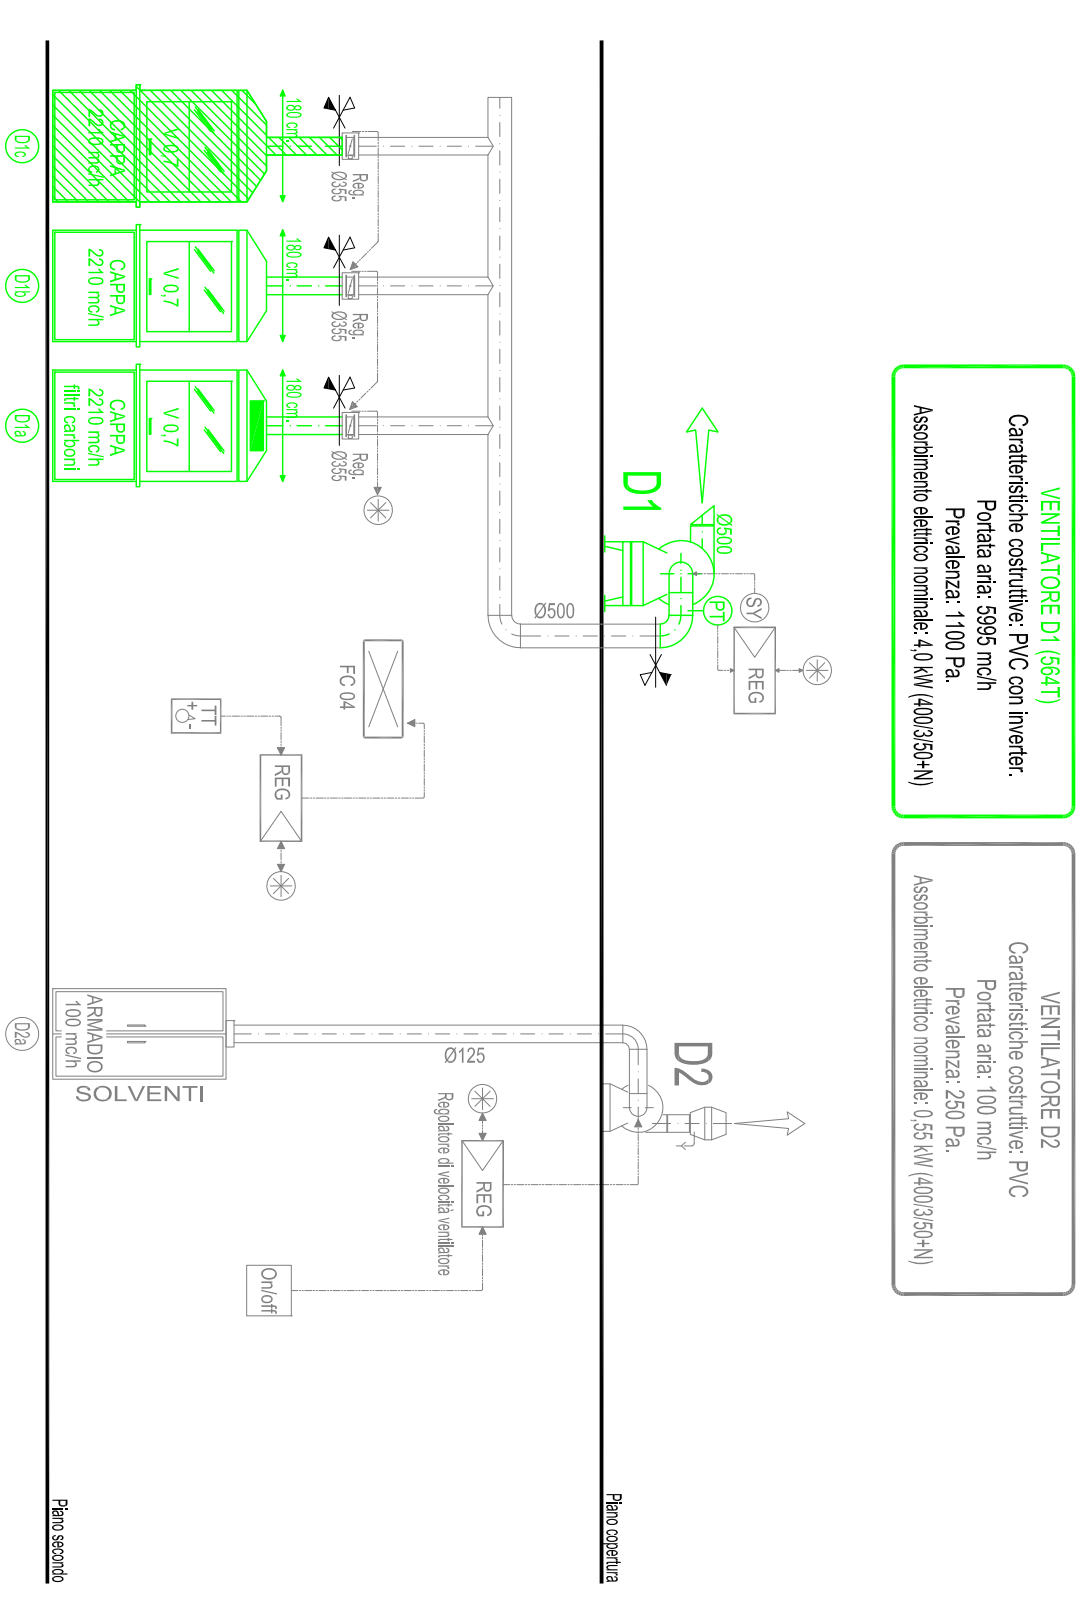 VENTILATORE D1 (564T)
Caratteristiche costruttive: PVC con inverter.
Portata aria: 5995 mc/h
Prevalenza: 1100 Pa.
Assorbimento elettrico nominale: 4,0 kW (400/3/50+N)
VENTILATORE D2
Caratteristiche costruttive: PVC
Portata aria: 100 mc/h
Prevalenza: 250 Pa.
Assorbimento elettrico nominale: 0,55 kW (400/3/50+N)
REG
SY
PT
Ø500
D1
D2
Piano copertura
Ø500
REG
Regolatore di velocità ventilatore
On/off
Ø125
FC 04
REG
TT
+
-
Reg.
Ø355
Reg.
Ø355
Reg.
Ø355
180 cm.
180 cm.
180 cm.
V 0,7
V 0,7
V 0,7
CAPPA
2210 mc/h
CAPPA
2210 mc/h
CAPPA
2210 mc/h
filtri carboni
ARMADIO
100 mc/h
SOLVENTI
Piano secondo
D1c
D1b
D1a
D2a